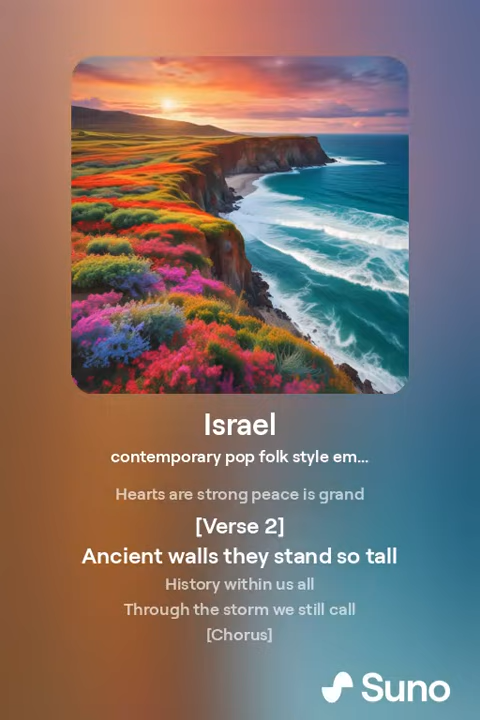 Israel
contemporary pop folk style em...
Hearts are strong peace is grand
[Verse 2]
Ancient walls they stand so tall
History within us all
Through the storm we still call
[Chorus]
Suno